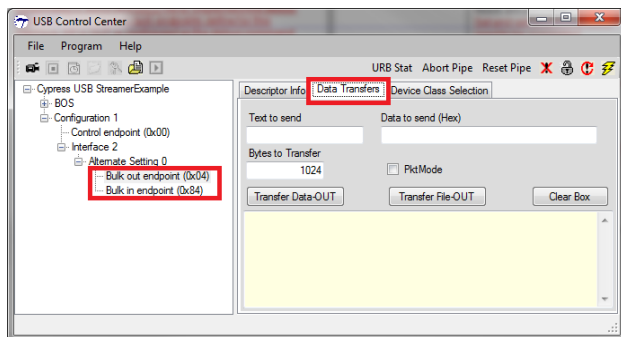 USB Control Center
File Program Help
URB Stat Abort Pipe Reset Pipe
Cypress USB StreamerExample
BOS
Configuration 1
Control endpoint (0x00)
Interface 2
Alternate Setting 0
Bulk out endpoint (0x04)
Bulk in endpoint (0x84)
Descriptor Info Data Transfers Device Class Selection
Text to send Data to send (Hex)
Bytes to Transfer
1024 PktMode
Transfer Data-OUT Transfer File-OUT Clear Box